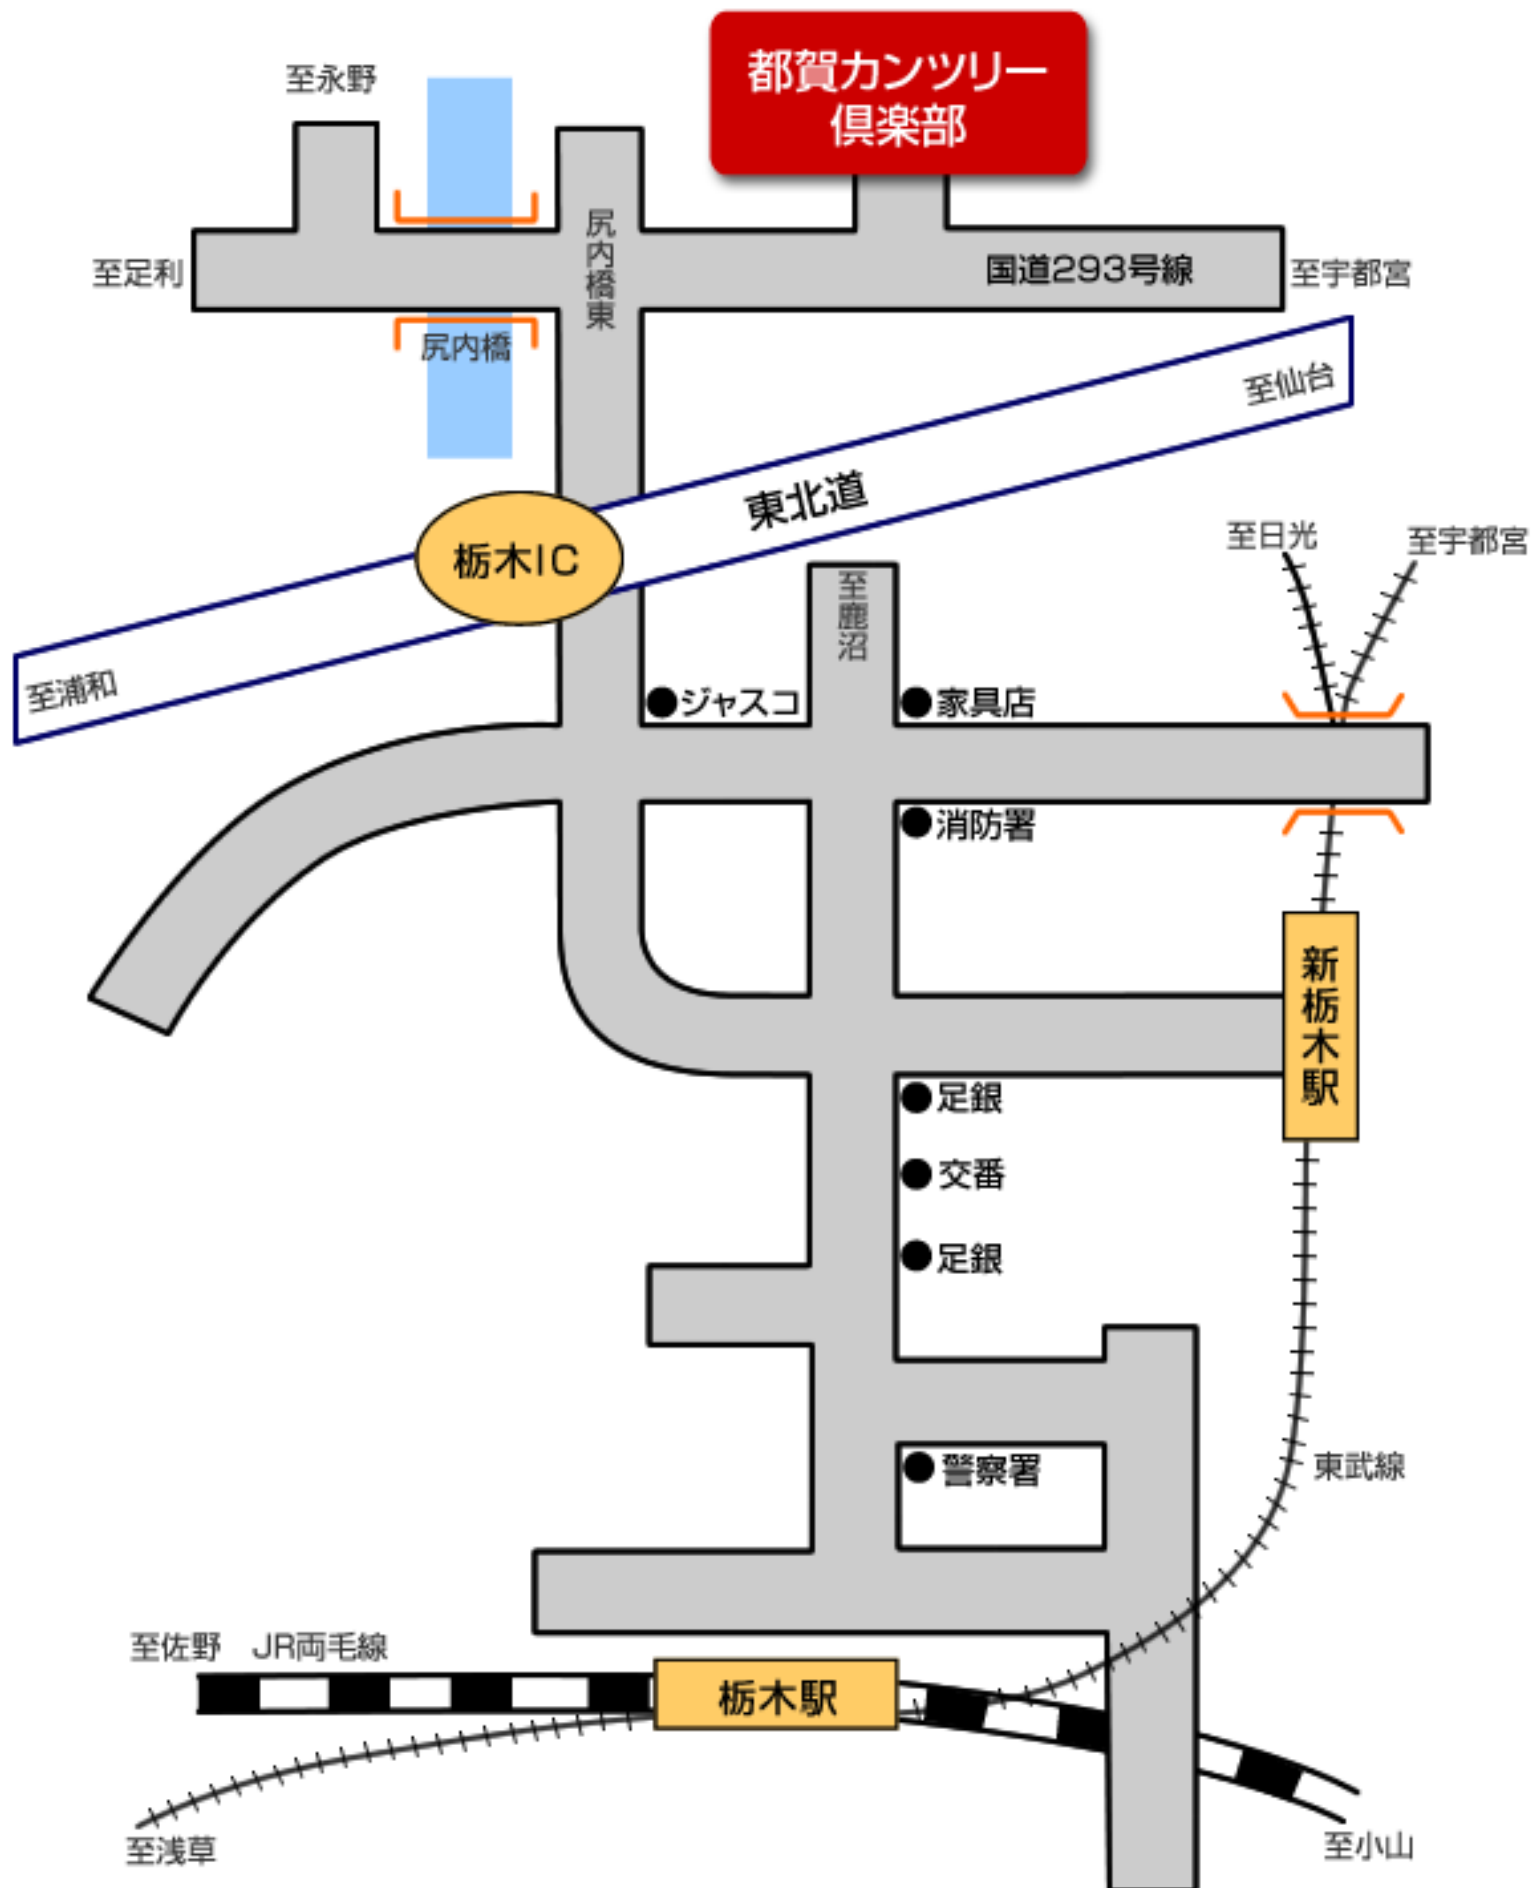 都賀カンツリー
倶楽部
至永野
尻内橋東
至足利
国道293号線
至宇都宮
尻内橋
至仙台
東北道
栃木IC
至日光
至宇都宮
至鹿沼
至浦和
ジャスコ
家具店
消防署
新栃木駅
足銀
交番
足銀
警察署
東武線
至佐野 JR両毛線
栃木駅
至浅草
至小山